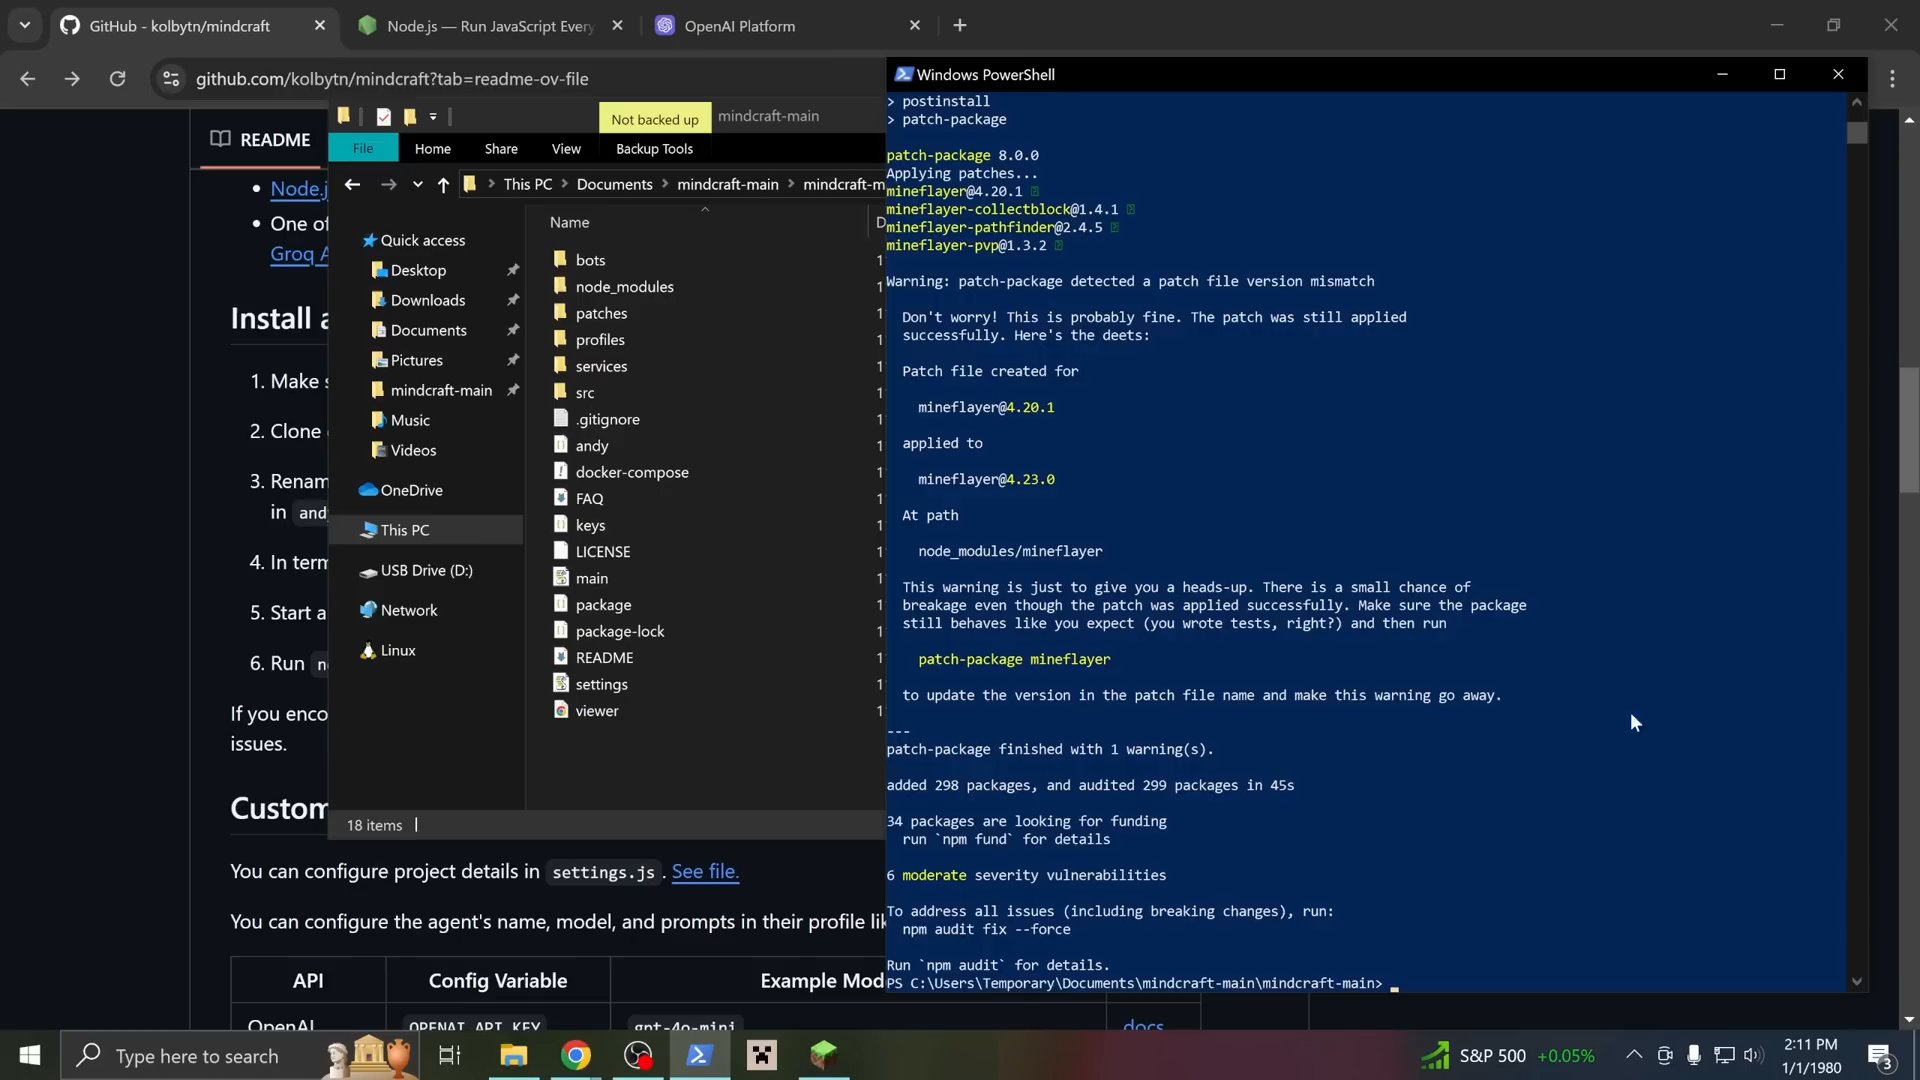 GitHub - kolbytn/mindcraft
Node.js — Run JavaScript Every
OpenAI Platform
github.com/kolbytn/mindcraft?tab=readme-ov-file
README
Node.j
One of
Groq A
Install a
1. Make s
2. Clone
3. Renam
in and
4. In term
5. Start a
6. Run n
If you enco
issues.
Custom
You can configure project details in settings.js . See file.
You can configure the agent's name, model, and prompts in their profile li
API Config Variable Example Mod
OpenAI OPENAI_API_KEY gpt-4o-mini docs
Not backed up mindcraft-main
File Home Share View Backup Tools
This PC Documents mindcraft-main mindcraft-m
Name D
Quick access
Desktop
Downloads
Documents
Pictures
mindcraft-main
Music
Videos
OneDrive
This PC
USB Drive (D:)
Network
Linux
bots
node_modules
patches
profiles
services
src
.gitignore
andy
docker-compose
FAQ
keys
LICENSE
main
package
package-lock
README
settings
viewer
18 items
Windows PowerShell
> postinstall
> patch-package
patch-package 8.0.0
Applying patches...
mineflayer@4.20.1
mineflayer-collectblock@1.4.1
mineflayer-pathfinder@2.4.5
mineflayer-pvp@1.3.2
Warning: patch-package detected a patch file version mismatch
Don't worry! This is probably fine. The patch was still applied
successfully. Here's the deets:
Patch file created for
mineflayer@4.20.1
applied to
mineflayer@4.23.0
At path
node_modules/mineflayer
This warning is just to give you a heads-up. There is a small chance of
breakage even though the patch was applied successfully. Make sure the package
still behaves like you expect (you wrote tests, right?) and then run
patch-package mineflayer
to update the version in the patch file name and make this warning go away.
---
patch-package finished with 1 warning(s).
added 298 packages, and audited 299 packages in 45s
34 packages are looking for funding
run `npm fund` for details
6 moderate severity vulnerabilities
To address all issues (including breaking changes), run:
npm audit fix --force
Run `npm audit` for details.
PS C:\Users\Temporary\Documents\mindcraft-main\mindcraft-main>
Type here to search
S&P 500 +0.05%
2:11 PM
1/1/1980
3